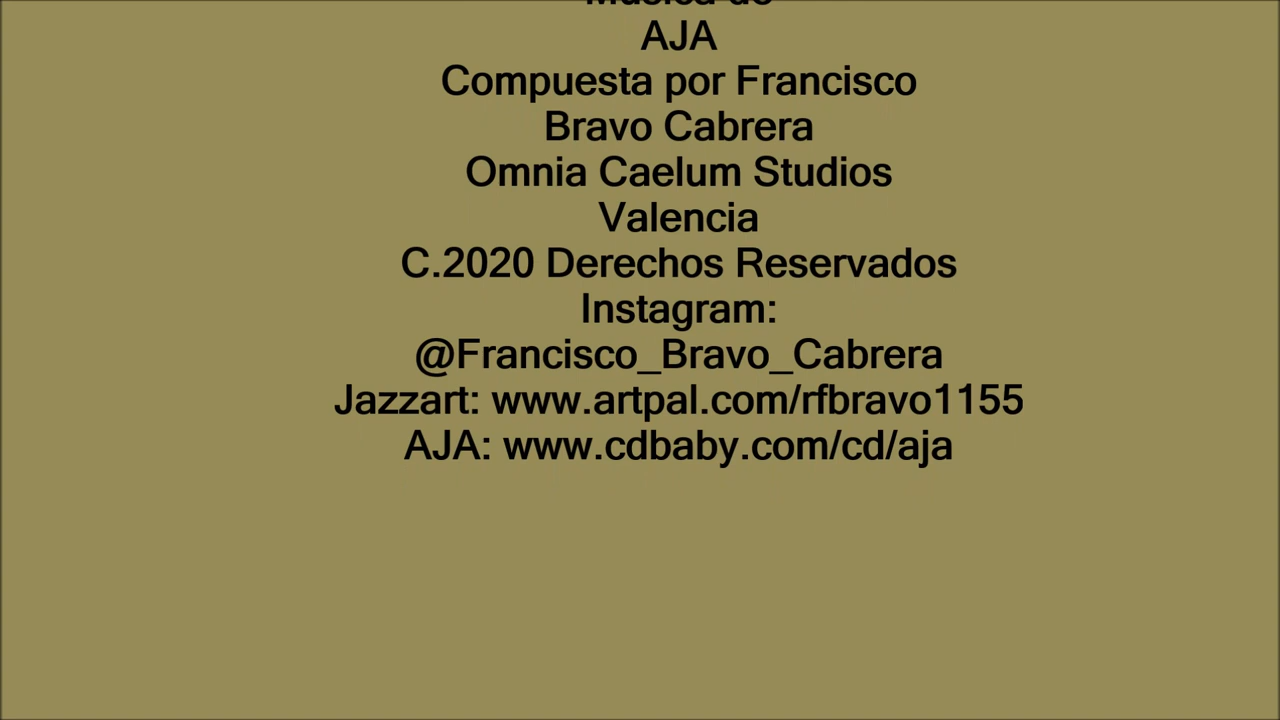 AJA
Compuesta por Francisco
Bravo Cabrera
Omnia Caelum Studios
Valencia
C.2020 Derechos Reservados
Instagram:
@Francisco_Bravo_Cabrera
Jazzart: www.artpal.com/rfbravo1155
AJA: www.cdbaby.com/cd/aja